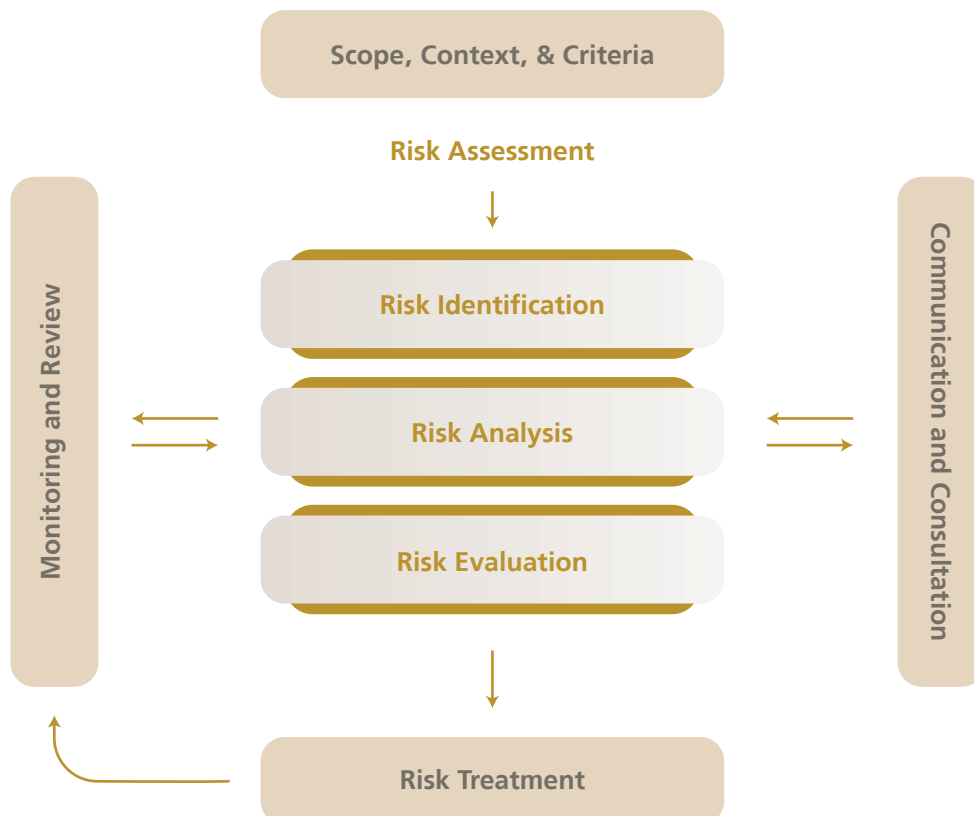 Scope, Context, & Criteria
Risk Assessment
Monitoring and Review
Risk Identification
Risk Analysis
Risk Evaluation
Communication and Consultation
Risk Treatment